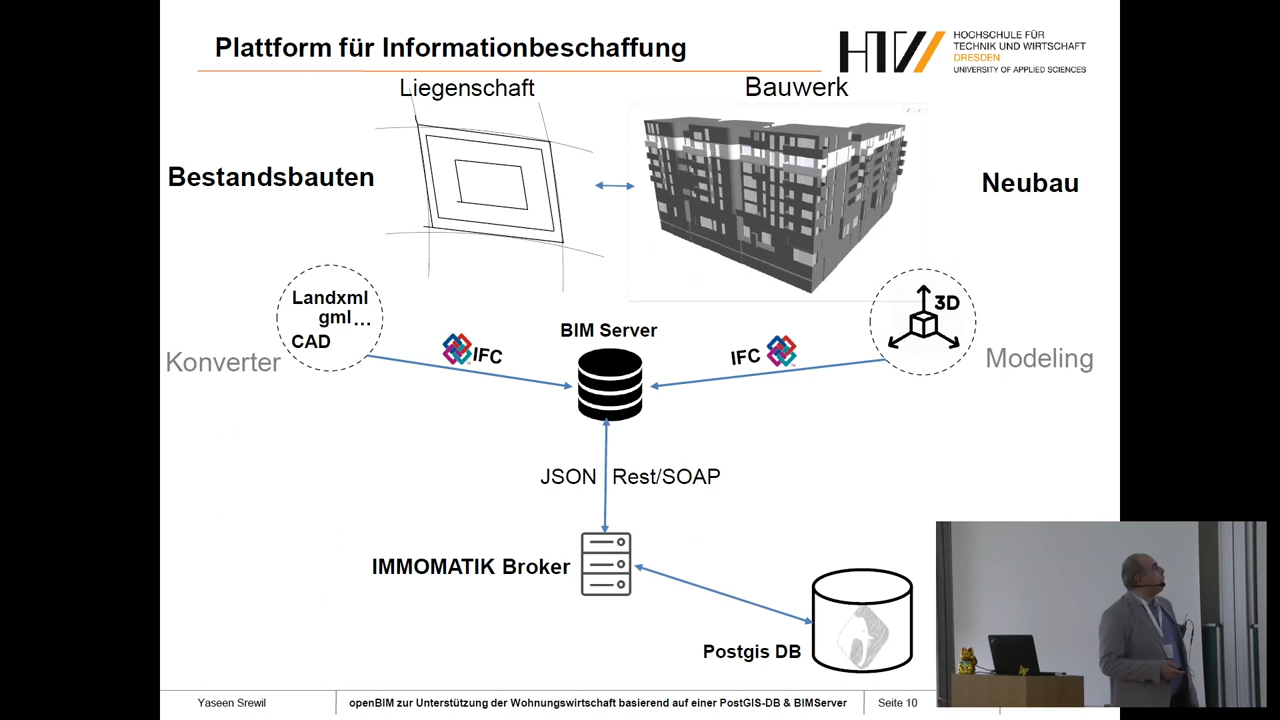 Plattform für Informationbeschaffung
HTW
HOCHSCHULE FÜR
TECHNIK UND WIRTSCHAFT
DRESDEN
UNIVERSITY OF APPLIED SCIENCES
Liegenschaft
Bauwerk
Bestandsbauten
Neubau
Landxml
gml...
CAD
3D
BIM Server
IFC
IFC
Konverter
Modeling
JSON
Rest/SOAP
IMMOMATIK Broker
Postgis DB
Yaseen Srewil
openBIM zur Unterstützung der Wohnungswirtschaft basierend auf einer PostGIS-DB & BIMServer
Seite 10